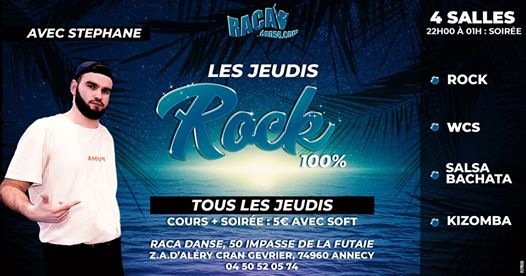 AVEC STEPHANE
RACA'S
DANSE.COM
LES JEUDIS
Rock
100%
TOUS LES JEUDIS
COURS + SOIRÉE : 5€ AVEC SOFT
RACA DANSE, 50 IMPASSE DE LA FUTAIE
Z.A.D'ALÉRY CRAN GEVRIER, 74960 ANNECY
04 50 52 05 74
4 SALLES
22H00 À 01H : SOIRÉE
ROCK
WCS
SALSA
BACHATA
KIZOMBA